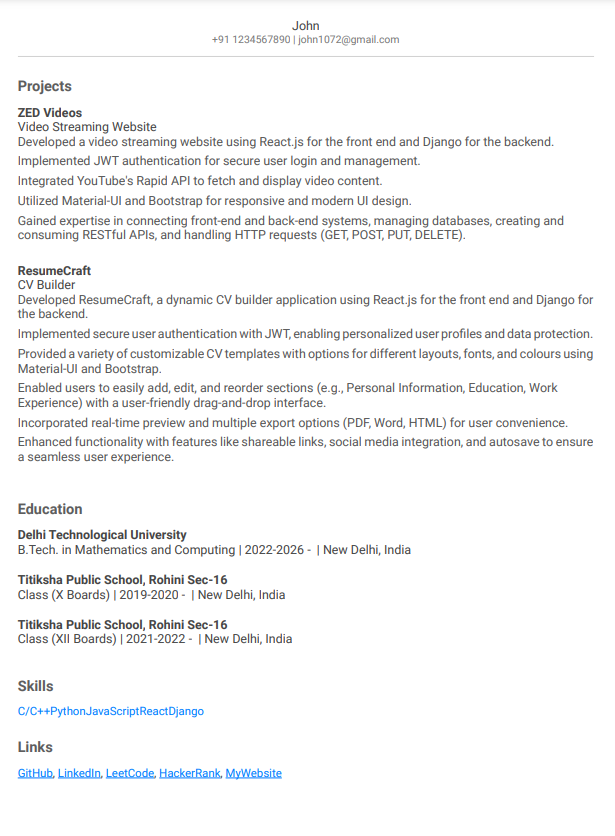 John
+91 1234567890 | john1072@gmail.com
Projects
ZED Videos
Video Streaming Website
Developed a video streaming website using React.js for the front end and Django for the backend.
Implemented JWT authentication for secure user login and management.
Integrated YouTube's Rapid API to fetch and display video content.
Utilized Material-UI and Bootstrap for responsive and modern UI design.
Gained expertise in connecting front-end and back-end systems, managing databases, creating and
consuming RESTful APIs, and handling HTTP requests (GET, POST, PUT, DELETE).
ResumeCraft
CV Builder
Developed ResumeCraft, a dynamic CV builder application using React.js for the front end and Django for
the backend.
Implemented secure user authentication with JWT, enabling personalized user profiles and data protection.
Provided a variety of customizable CV templates with options for different layouts, fonts, and colours using
Material-UI and Bootstrap.
Enabled users to easily add, edit, and reorder sections (e.g., Personal Information, Education, Work
Experience) with a user-friendly drag-and-drop interface.
Incorporated real-time preview and multiple export options (PDF, Word, HTML) for user convenience.
Enhanced functionality with features like shareable links, social media integration, and autosave to ensure
a seamless user experience.
Education
Delhi Technological University
B.Tech. in Mathematics and Computing | 2022-2026 - | New Delhi, India
Titiksha Public School, Rohini Sec-16
Class (X Boards) | 2019-2020 - | New Delhi, India
Titiksha Public School, Rohini Sec-16
Class (XII Boards) | 2021-2022 - | New Delhi, India
Skills
C/C++PythonJavaScriptReactDjango
Links
GitHub, LinkedIn, LeetCode, HackerRank, MyWebsite